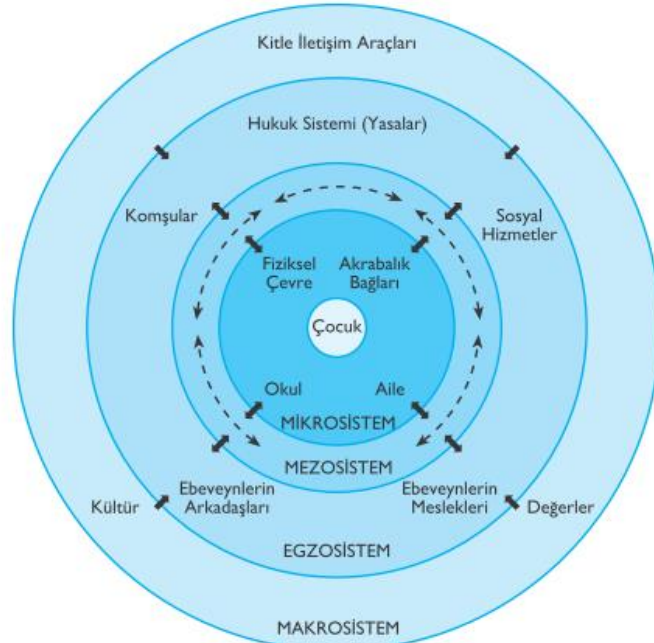 Kitle İletişim Araçları
Hukuk Sistemi (Yasalar)
Komşular
Sosyal
Hizmetler
Fiziksel
Çevre
Akrabalık
Bağları
Çocuk
Okul
Aile
MİKROSİSTEM
MEZOSİSTEM
Ebeveynlerin
Arkadaşları
Ebeveynlerin
Meslekleri
Kültür
Değerler
EGZOSİSTEM
MAKROSİSTEM